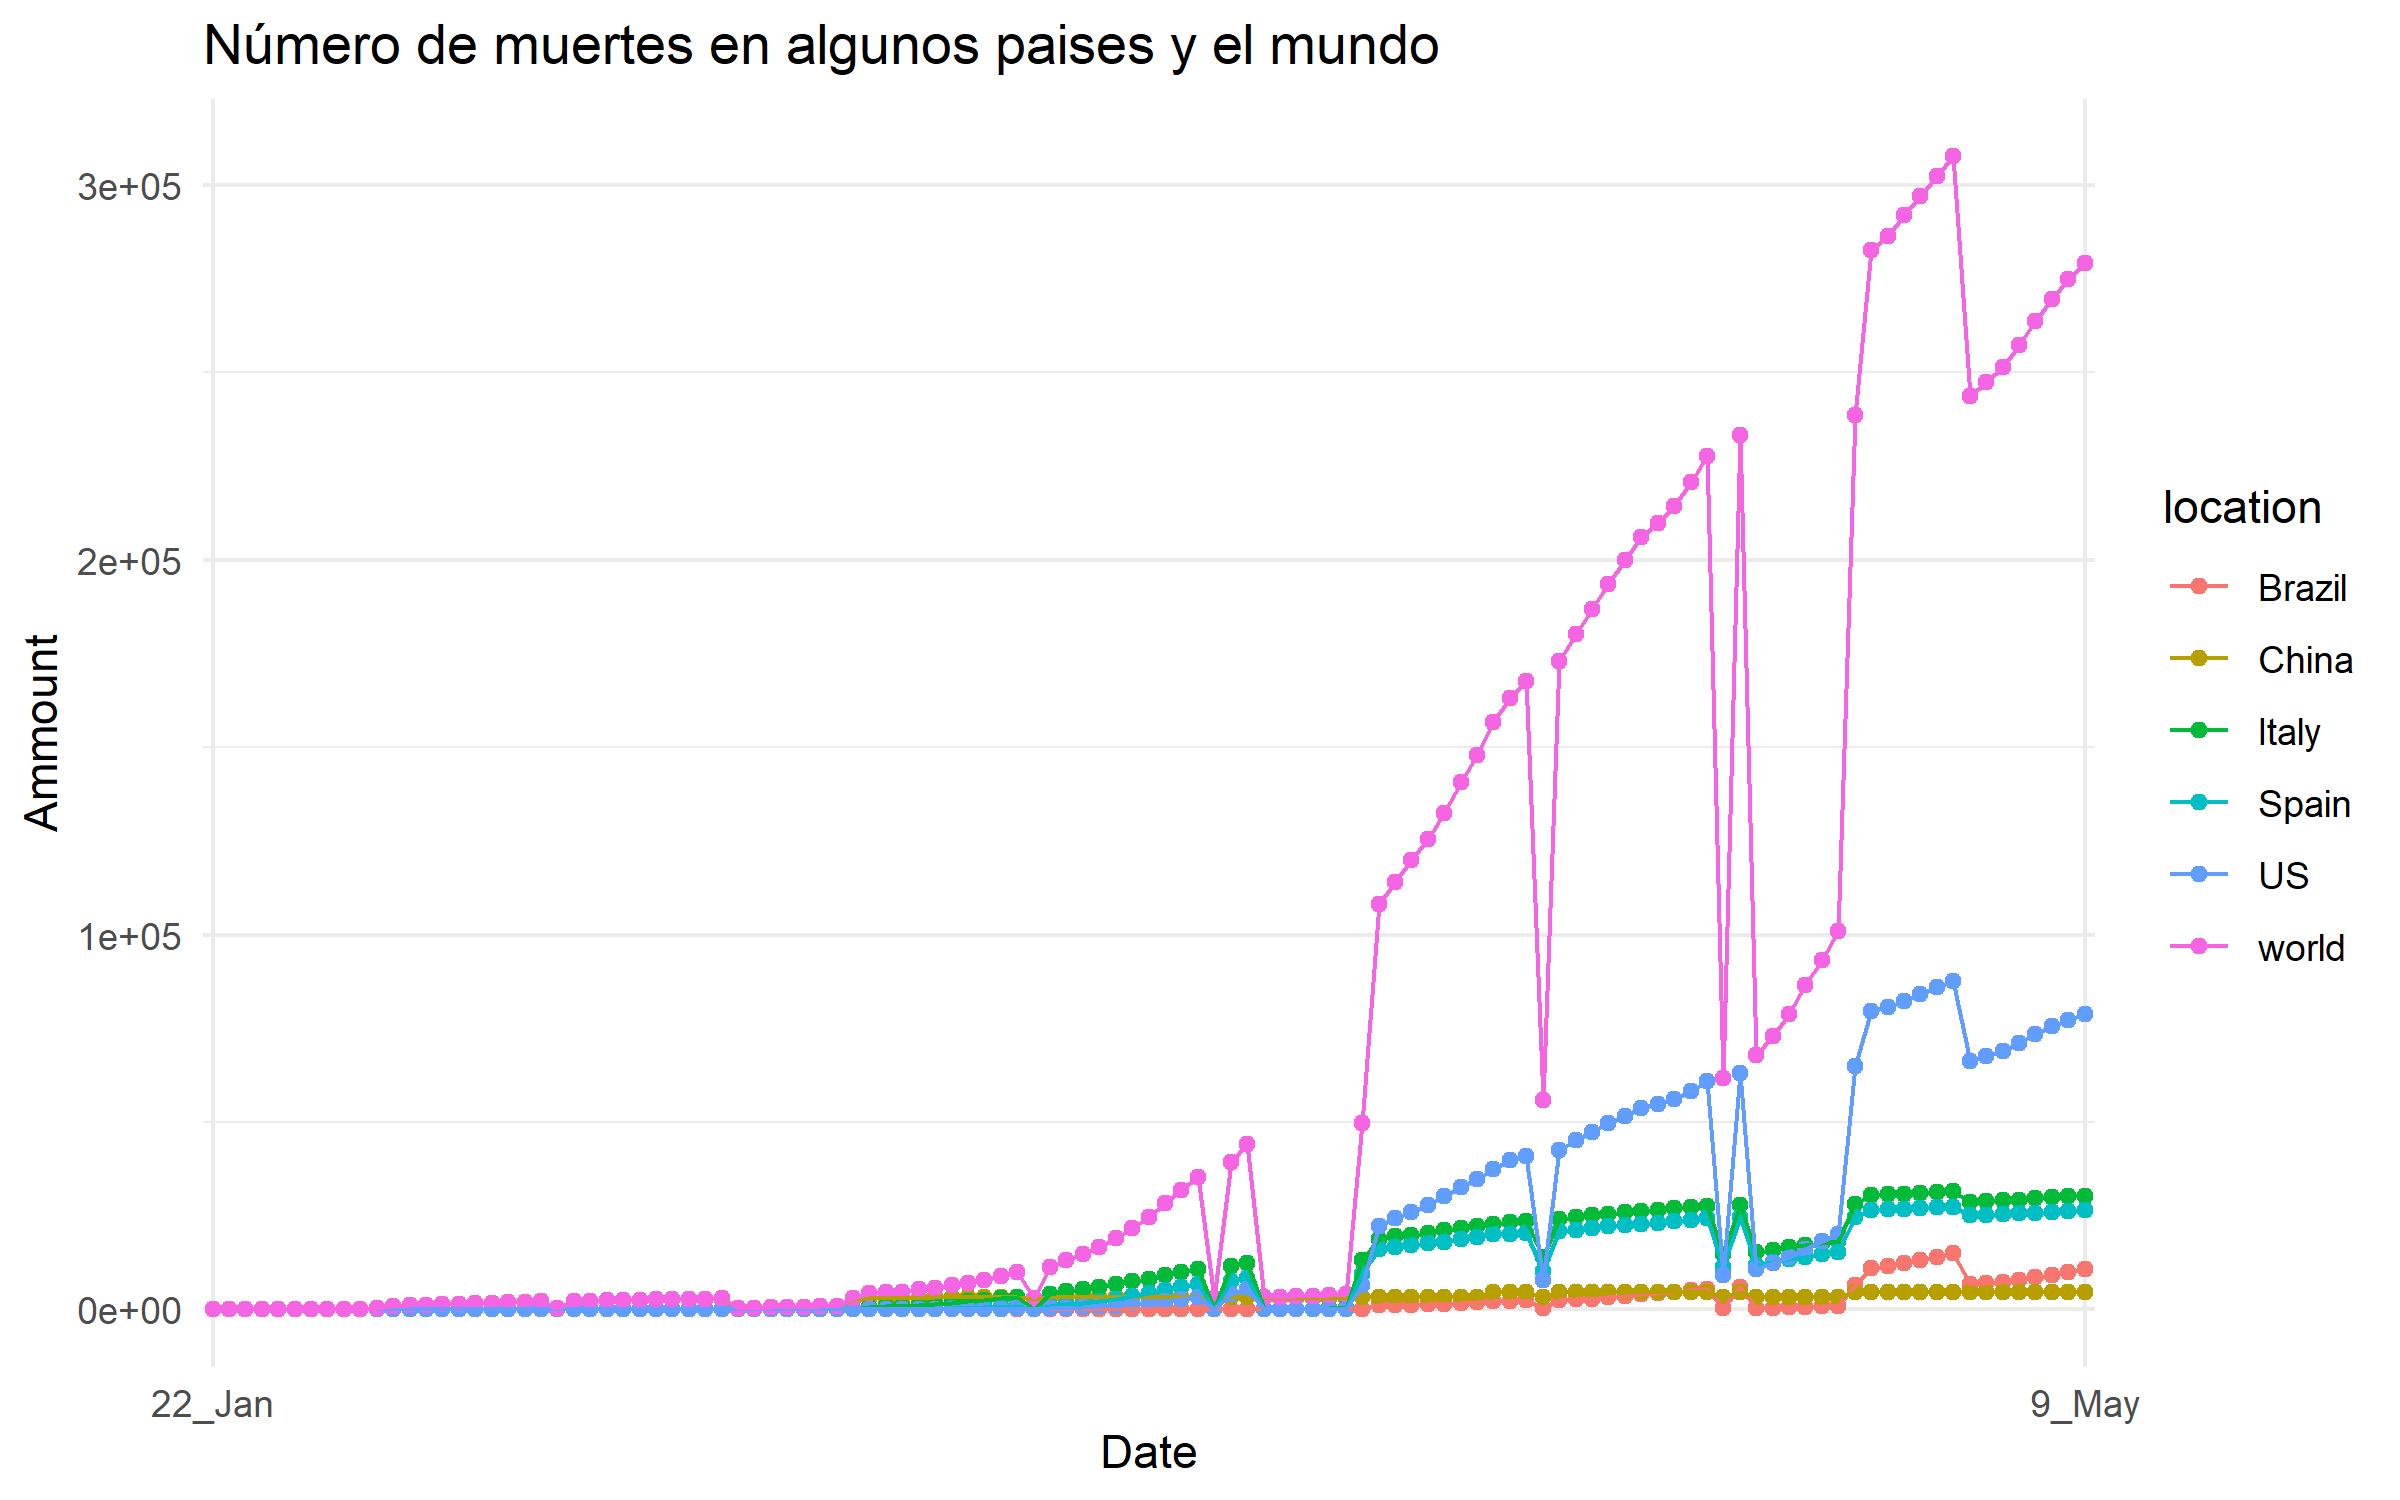 Número de muertes en algunos paises y el mundo
3e+05
2e+05
1e+05
0e+00
Ammount
22_Jan
9_May
Date
location
Brazil
China
Italy
Spain
US
world